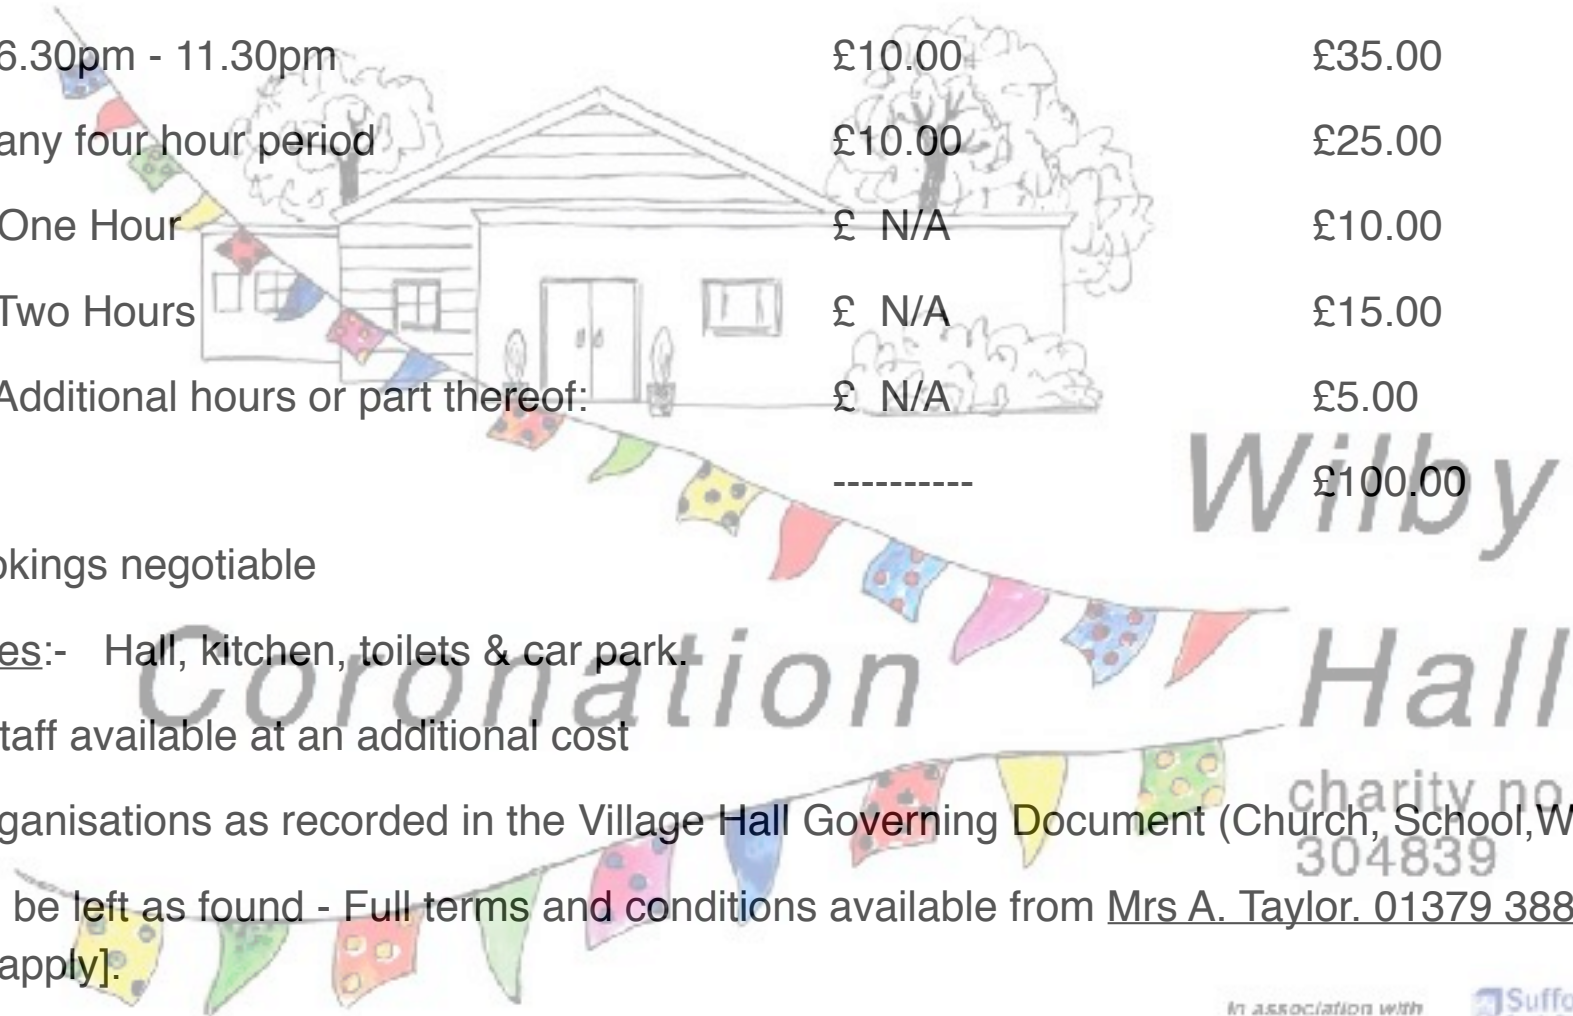 6.30pm - 11.30pm £10.00 £35.00
any four hour period £10.00 £25.00
One Hour £ N/A £10.00
Two Hours £ N/A £15.00
Additional hours or part thereof: £ N/A £5.00
---------- £100.00
Wilby
okings negotiable
es:- Hall, kitchen, toilets & car park.
Coronation Hall
taff available at an additional cost
charity no
ganisations as recorded in the Village Hall Governing Document (Church, School,W
304839
be left as found - Full terms and conditions available from Mrs A. Taylor. 01379 388
apply].
In association with Suffo